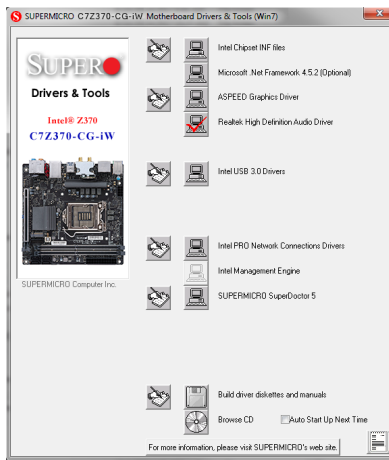 SUPERMICRO C7Z370-CG-iW Motherboard Drivers & Tools (Win7)
SUPER
Drivers & Tools
Intel® Z370
C7Z370-CG-iW
SUPERMICRO Computer Inc.
Intel Chipset INF files
Microsoft .Net Framework 4.5.2 (Optional)
ASPEED Graphics Driver
Realtek High Definition Audio Driver
Intel USB 3.0 Drivers
Intel PRO Network Connections Drivers
Intel Management Engine
SUPERMICRO SuperDoctor 5
Build driver diskettes and manuals
Browse CD
Auto Start Up Next Time
For more information, please visit SUPERMICRO's web site.